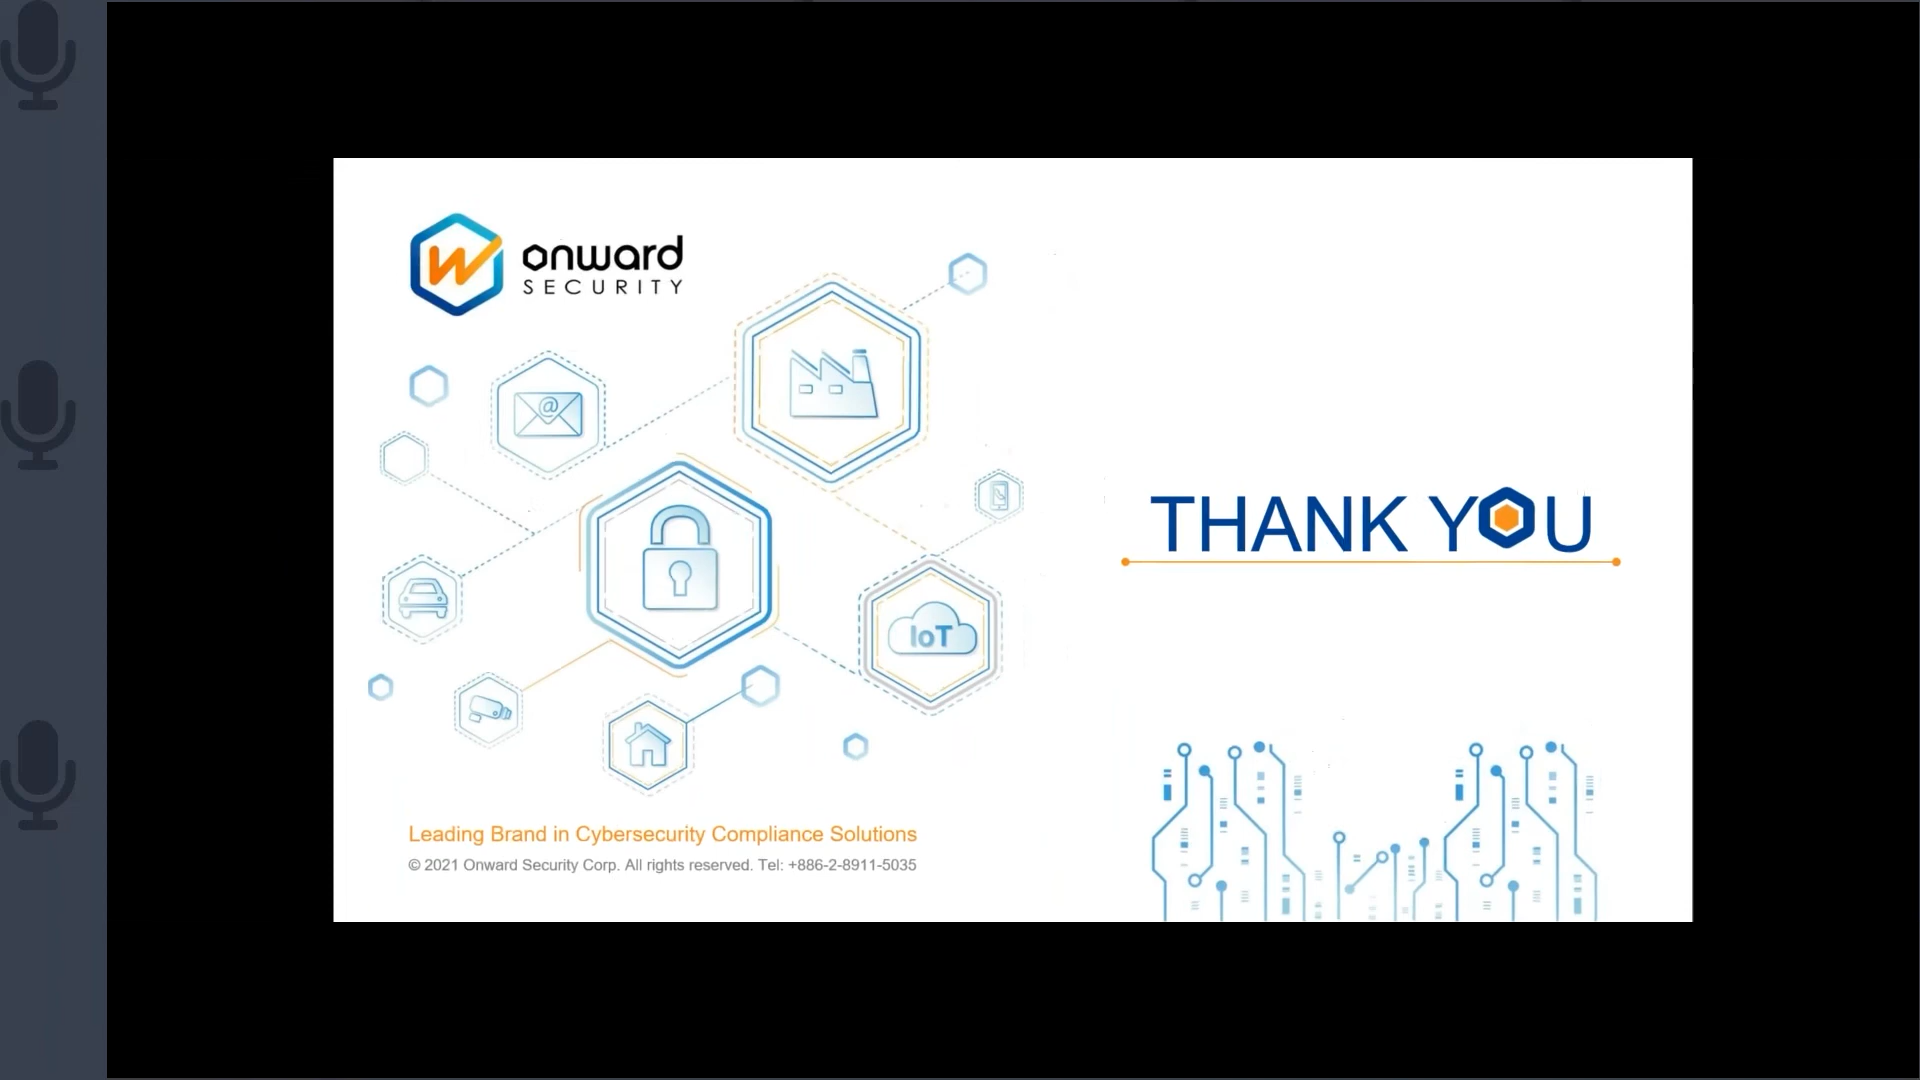 onward
SECURITY
@
IoT
THANK YOU
Leading Brand in Cybersecurity Compliance Solutions
© 2021 Onward Security Corp. All rights reserved. Tel: +886-2-8911-5035